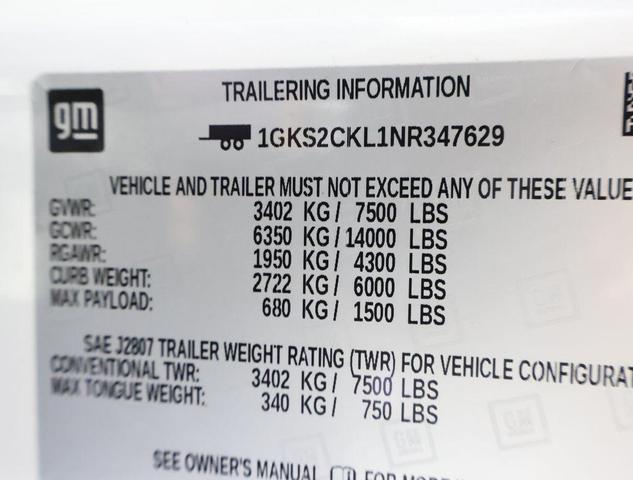 gm
TRAILERING INFORMATION
1GKS2CKL1NR347629
VEHICLE AND TRAILER MUST NOT EXCEED ANY OF THESE VALUE
GVWR: 3402 KG/ 7500 LBS
GCWR: 6350 KG/14000 LBS
RGAWR: 1950 KG/ 4300 LBS
CURB WEIGHT: 2722 KG/ 6000 LBS
MAX PAYLOAD: 680 KG/ 1500 LBS
SAE J2807 TRAILER WEIGHT RATING (TWR) FOR VEHICLE CONFIGURAT
CONVENTIONAL TWR: 3402 KG/ 7500 LBS
MAX TONGUE WEIGHT: 340 KG/ 750 LBS
SEE OWNER'S MANUAL FOR MORE